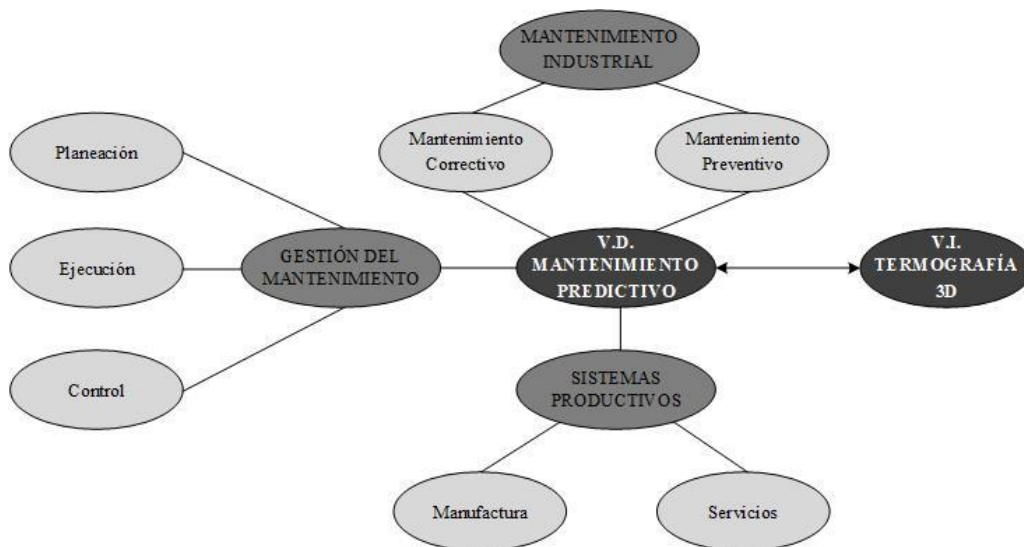 MANTENIMIENTO
INDUSTRIAL
Mantenimiento
Correctivo
Mantenimiento
Preventivo
Planeación
Ejecución
Control
GESTIÓN DEL
MANTENIMIENTO
V.D.
MANTENIMIENTO
PREDICTIVO
V.I.
TERMOGRAFÍA
3D
SISTEMAS
PRODUCTIVOS
Manufactura
Servicios